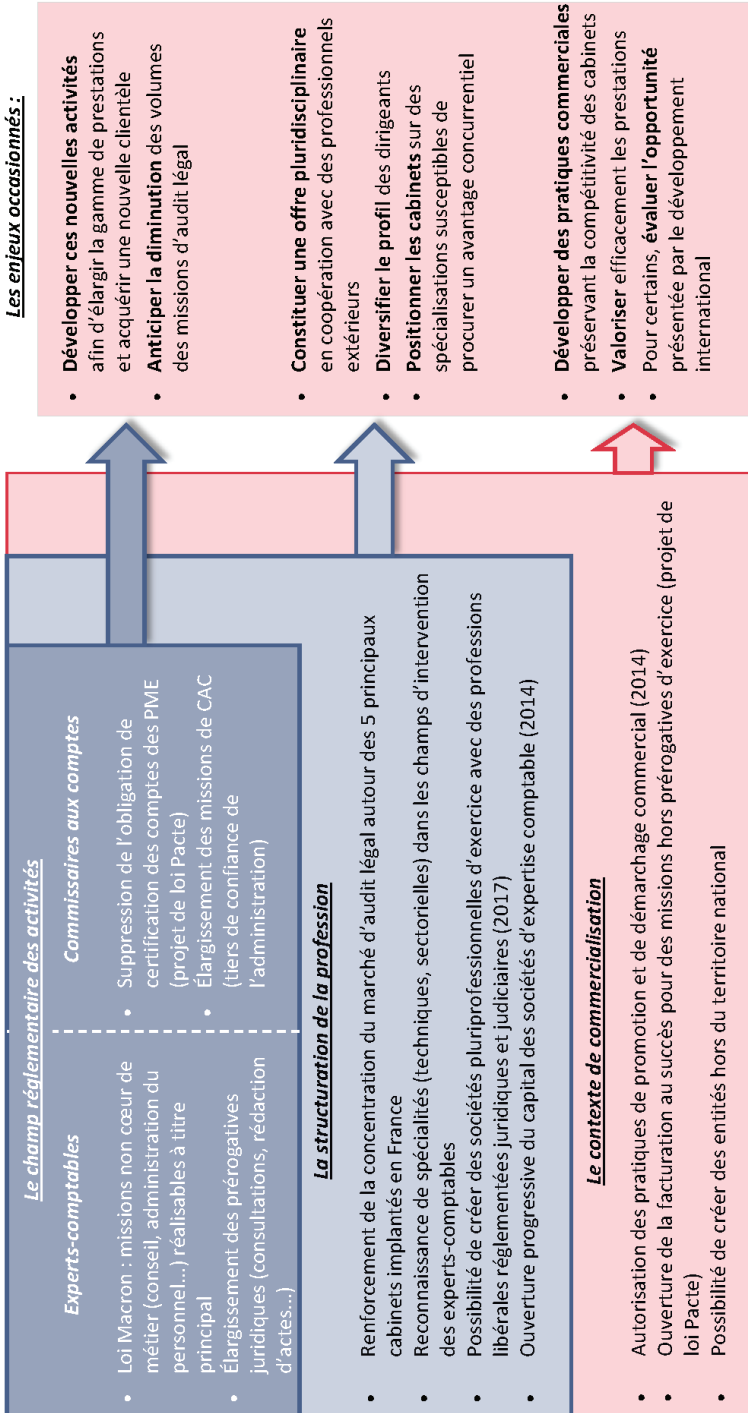 Le champ réglementaire des activités
Experts-comptables
• Loi Macron : missions non cœur de
métier (conseil, administration du
personnel...) réalisables à titre
principal
• Élargissement des prérogatives
juridiques (consultations, rédaction
d’actes...)
Commissaires aux comptes
• Suppression de l’obligation de
certification des comptes des PME
(projet de loi Pacte)
• Élargissement des missions de CAC
(tiers de confiance de
l’administration)
La structuration de la profession
• Renforcement de la concentration du marché d’audit légal autour des 5 principaux
cabinets implantés en France
• Reconnaissance de spécialités (techniques, sectorielles) dans les champs d’intervention
des experts-comptables
• Possibilité de créer des sociétés pluriprofessionnelles d’exercice avec des professions
libérales réglementées juridiques et judiciaires (2017)
• Ouverture progressive du capital des sociétés d’expertise comptable (2014)
Le contexte de commercialisation
• Autorisation des pratiques de promotion et de démarchage commercial (2014)
• Ouverture de la facturation au succès pour des missions hors prérogatives d’exercice (projet de
loi Pacte)
• Possibilité de créer des entités hors du territoire national
Les enjeux occasionnés :
• Développer ces nouvelles activités
afin d’élargir la gamme de prestations
et acquérir une nouvelle clientèle
• Anticiper la diminution des volumes
des missions d’audit légal
• Constituer une offre pluridisciplinaire
en coopération avec des professionnels
extérieurs
• Diversifier le profil des dirigeants
• Positionner les cabinets sur des
spécialisations susceptibles de
procurer un avantage concurrentiel
• Développer des pratiques commerciales
préservant la compétitivité des cabinets
• Valoriser efficacement les prestations
• Pour certains, évaluer l’opportunité
présentée par le développement
international